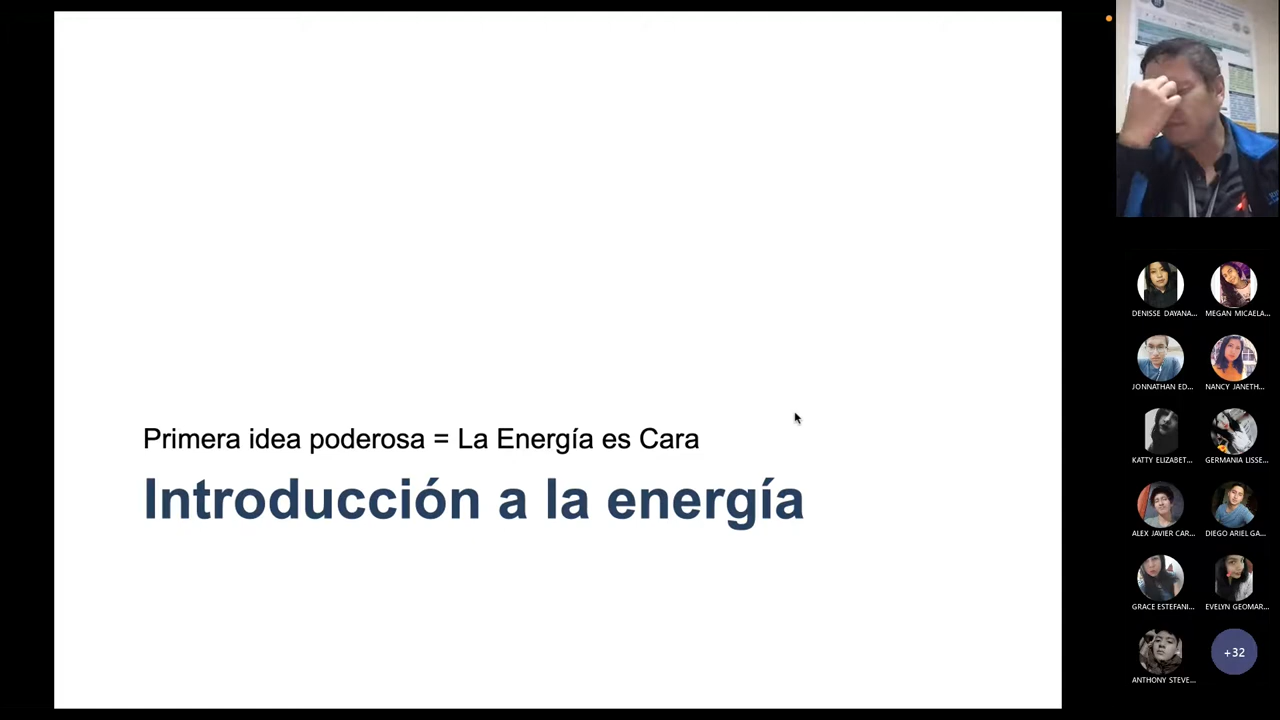 Primera idea poderosa = La Energía es Cara
Introducción a la energía
DENISSE DAYANA...
MEGAN MICAELA...
JONNATHAN ED...
NANCY JANETH...
KATTY ELIZABET...
GERMANIA LISSE...
ALEX JAVIER CAR...
DIEGO ARIEL GA...
GRACE ESTEFANI...
EVELYN GEOMAR...
ANTHONY STEVE...
+32